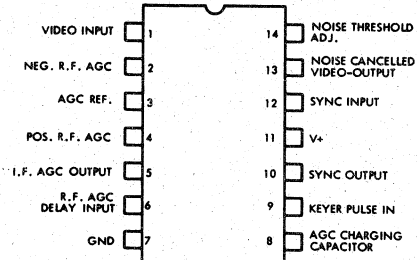 VIDEO INPUT 1
NEG. R.F. AGC 2
AGC REF. 3
POS. R.F. AGC 4
I.F. AGC OUTPUT 5
R.F. AGC
DELAY INPUT 6
GND 7
14 NOISE THRESHOLD
ADJ.
13 NOISE CANCELLED
VIDEO-OUTPUT
12 SYNC INPUT
11 V+
10 SYNC OUTPUT
9 KEYER PULSE IN
8 AGC CHARGING
CAPACITOR